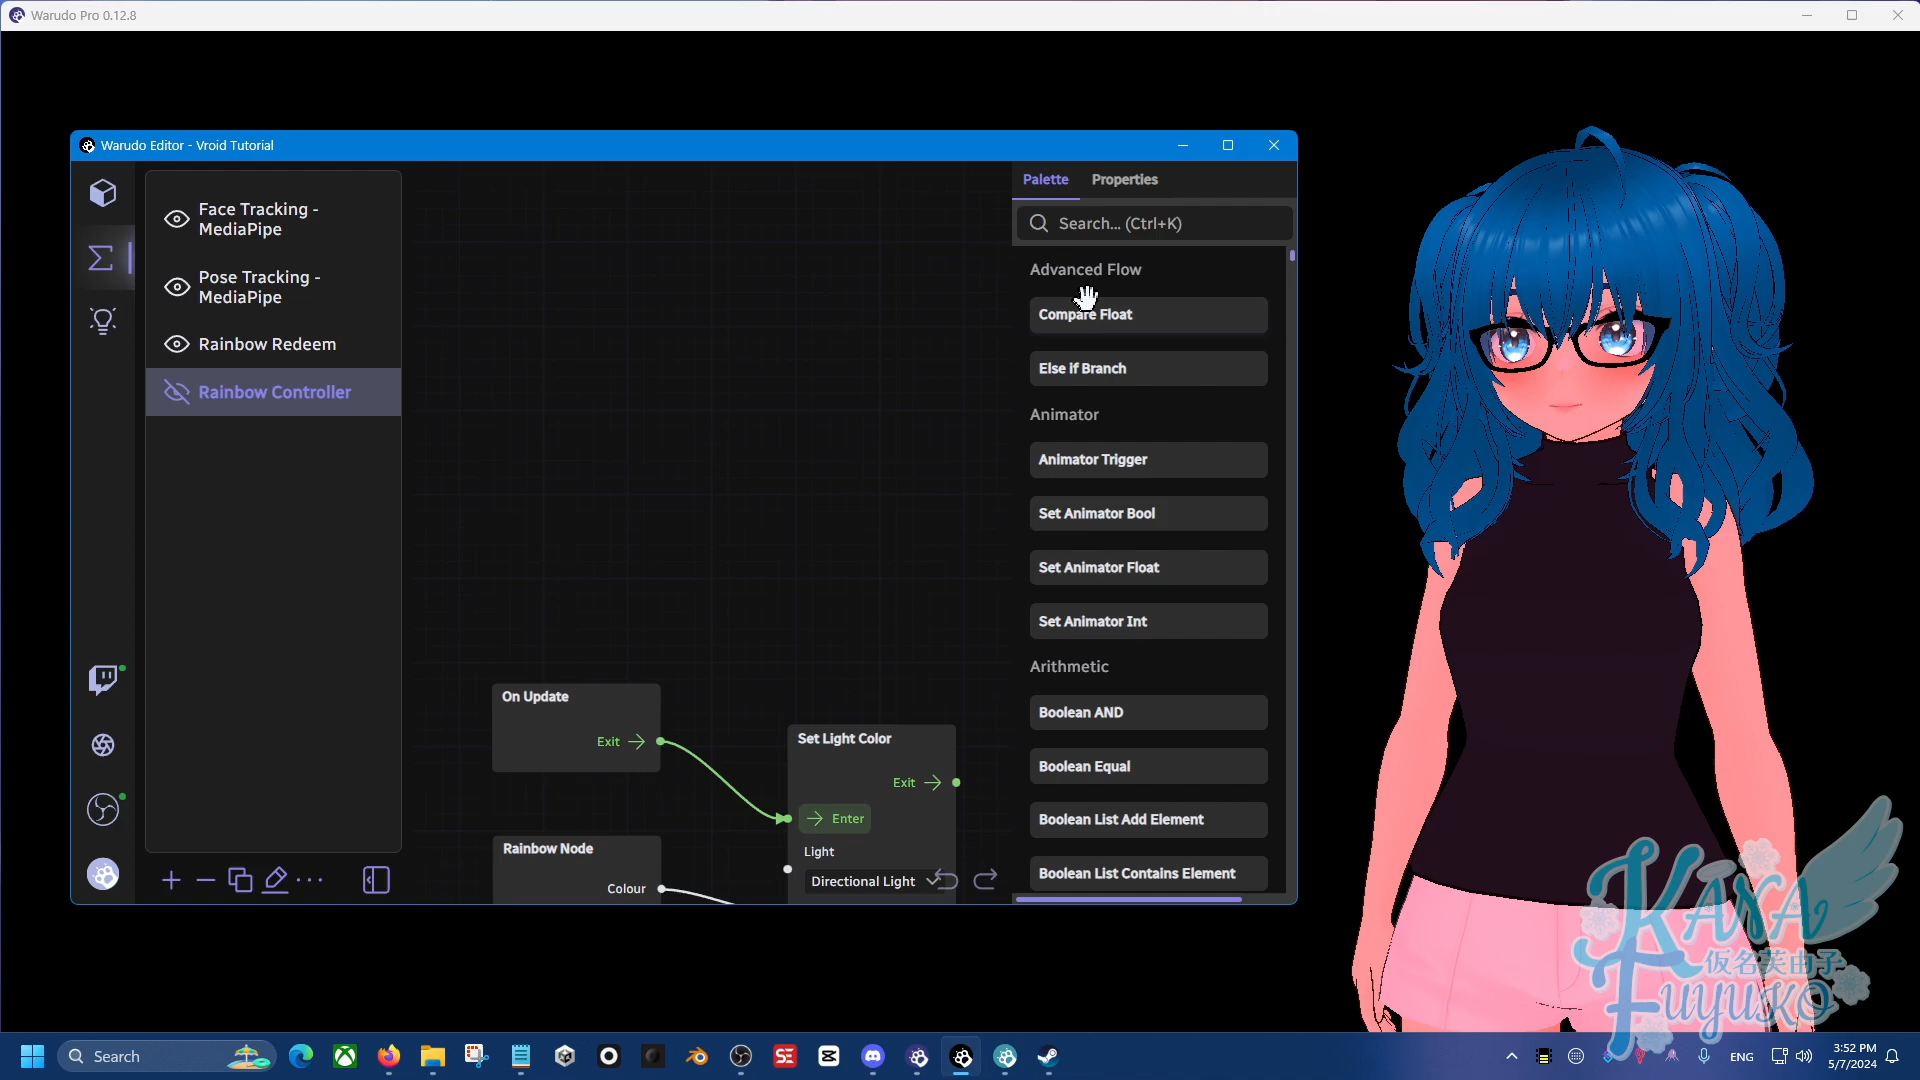 Warudo Pro 0.12.8
Warudo Editor - Vroid Tutorial
Face Tracking -
MediaPipe
Pose Tracking -
MediaPipe
Rainbow Redeem
Rainbow Controller
On Update
Exit
Rainbow Node
Colour
Set Light Color
Exit
Enter
Light
Directional Light
Palette
Properties
Search... (Ctrl+K)
Advanced Flow
Compare Float
Else if Branch
Animator
Animator Trigger
Set Animator Bool
Set Animator Float
Set Animator Int
Arithmetic
Boolean AND
Boolean Equal
Boolean List Add Element
Boolean List Contains Element
KANA
仮名芙由子
FUYUSKO
Search
SE
ENG
3:52 PM
5/7/2024